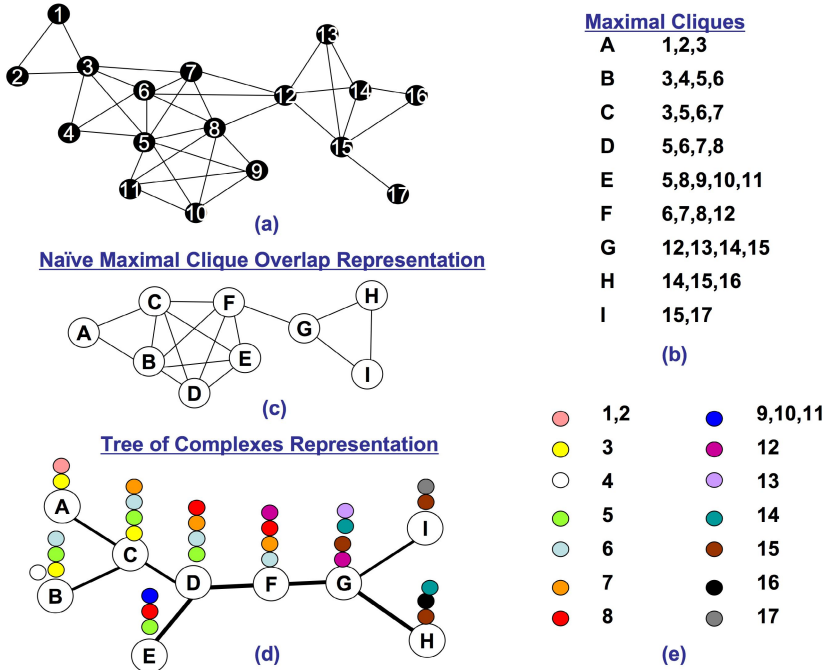 1
2
3
4
5
6
7
8
9
10
11
12
13
14
15
16
17
(a)
Maximal Cliques
A 1,2,3
B 3,4,5,6
C 3,5,6,7
D 5,6,7,8
E 5,8,9,10,11
F 6,7,8,12
G 12,13,14,15
H 14,15,16
I 15,17
(b)
Naïve Maximal Clique Overlap Representation
A
B
C
D
E
F
G
H
I
(c)
Tree of Complexes Representation
A
B
C
D
E
F
G
H
I
(d)
1,2 9,10,11
3 12
4 13
5 14
6 15
7 16
8 17
(e)